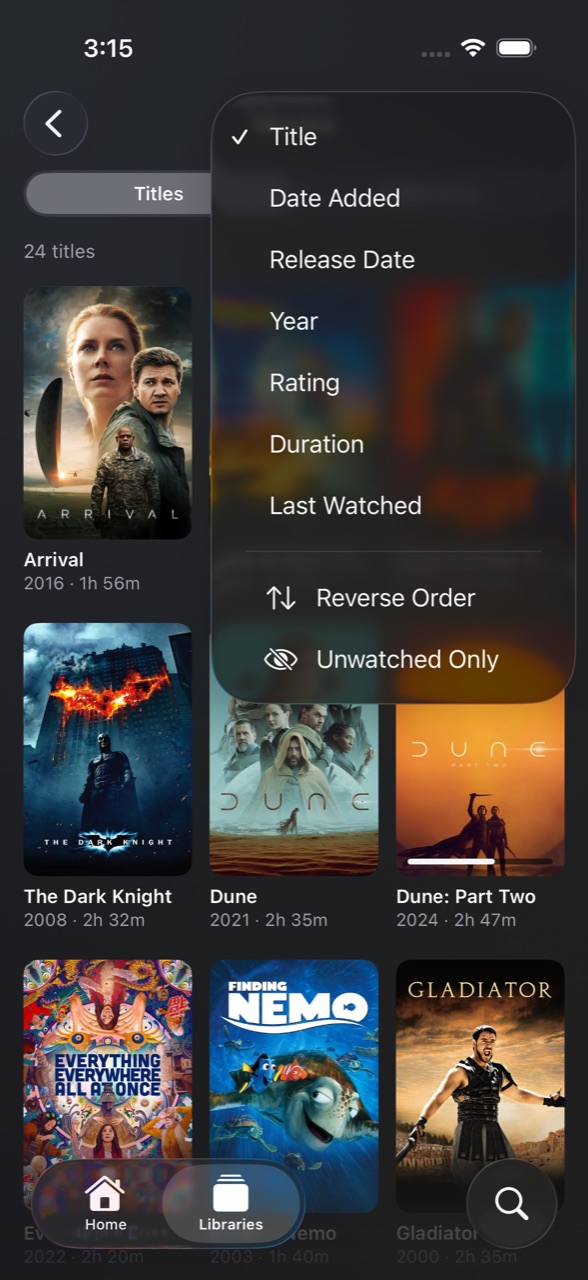 3:15
Title
Titles
Date Added
24 titles
Release Date
Year
Rating
Duration
Last Watched
ARRIVAL
Arrival
2016 · 1h 56m
Reverse Order
Unwatched Only
THE DARK KNIGHT
DUNE
DUNE
PART TWO
The Dark Knight
2008 · 2h 32m
Dune
2021 · 2h 35m
Dune: Part Two
2024 · 2h 47m
EVERYTHING
EVERYWHERE
ALL AT ONCE
FINDING
NEMO
GLADIATOR
Home
Libraries
Gladiator
2022 · 2h 20m
2003 · 1h 40m
2000 · 2h 35m